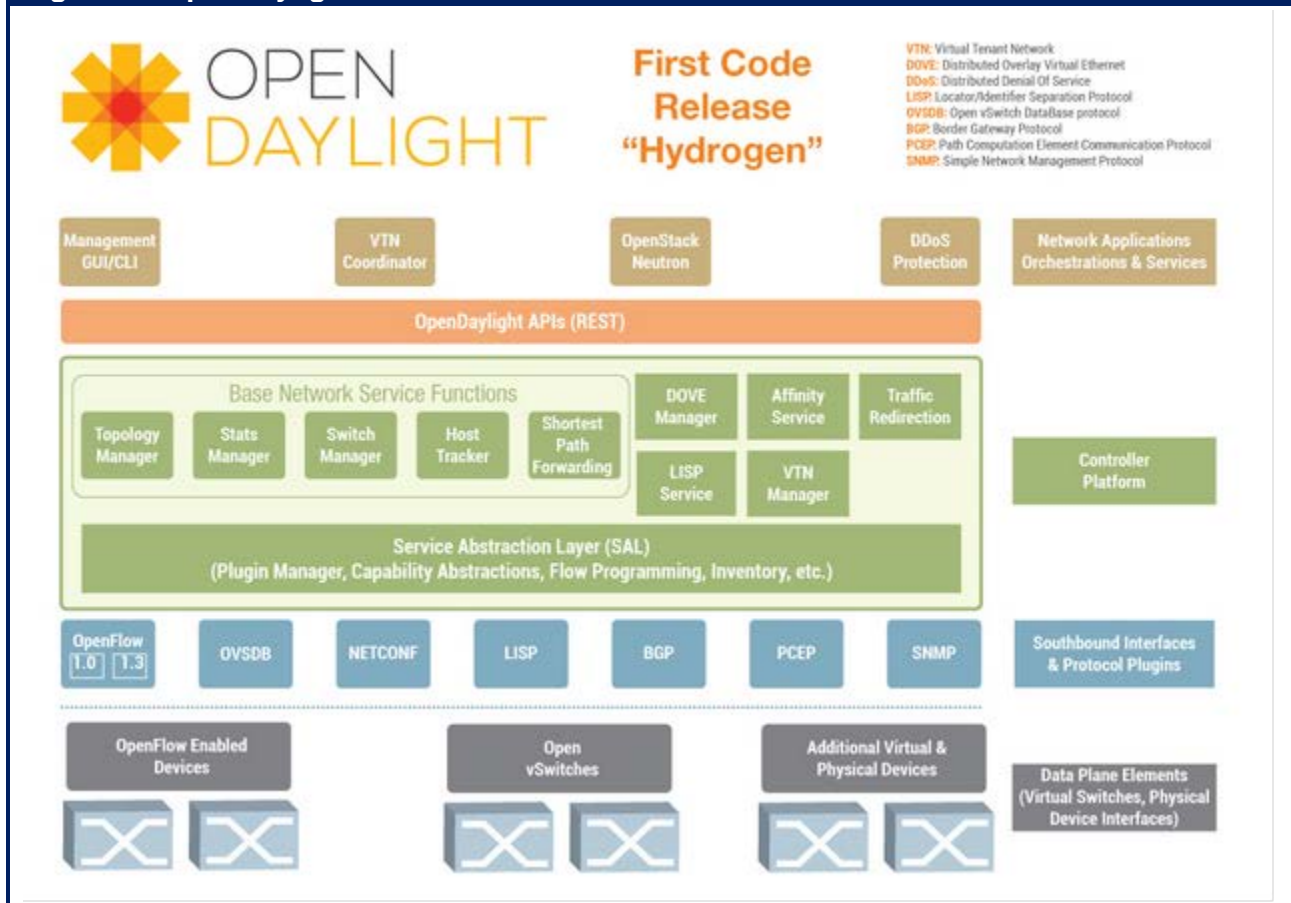 OPEN
DAYLIGHT
First Code
Release
“Hydrogen”
VTN: Virtual Tenant Network
DOVE: Distributed Overlay Virtual Ethernet
DDoS: Distributed Denial Of Service
LISP: Locator/Identifier Separation Protocol
OVSDB: Open vSwitch DataBase protocol
BGP: Border Gateway Protocol
PCEP: Path Computation Element Communication Protocol
SNMP: Simple Network Management Protocol
Management
GUI/CLI
VTN
Coordinator
OpenStack
Neutron
DDoS
Protection
Network Applications
Orchestrations & Services
OpenDaylight APIs (REST)
Base Network Service Functions
Topology
Manager
Stats
Manager
Switch
Manager
Host
Tracker
Shortest
Path
Forwarding
DOVE
Manager
Affinity
Service
Traffic
Redirection
LISP
Service
VTN
Manager
Controller
Platform
Service Abstraction Layer (SAL)
(Plugin Manager, Capability Abstractions, Flow Programming, Inventory, etc.)
OpenFlow
1.0 1.3
OVSDB
NETCONF
LISP
BGP
PCEP
SNMP
Southbound Interfaces
& Protocol Plugins
OpenFlow Enabled
Devices
Open
vSwitches
Additional Virtual &
Physical Devices
Data Plane Elements
(Virtual Switches, Physical
Device Interfaces)